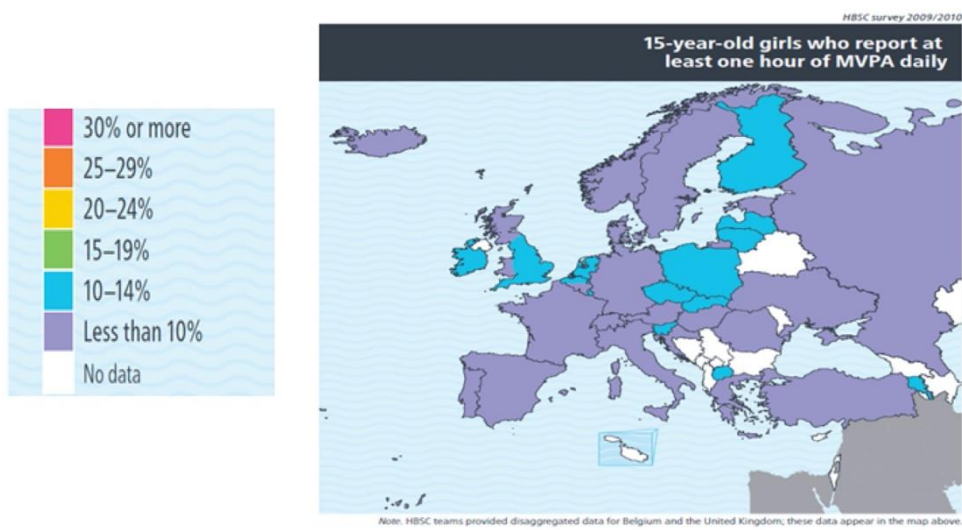 HBSC survey 2009/2010
15-year-old girls who report at
least one hour of MVPA daily
30% or more
25–29%
20–24%
15–19%
10–14%
Less than 10%
No data
Note. HBSC teams provided disaggregated data for Belgium and the United Kingdom; these data appear in the map above